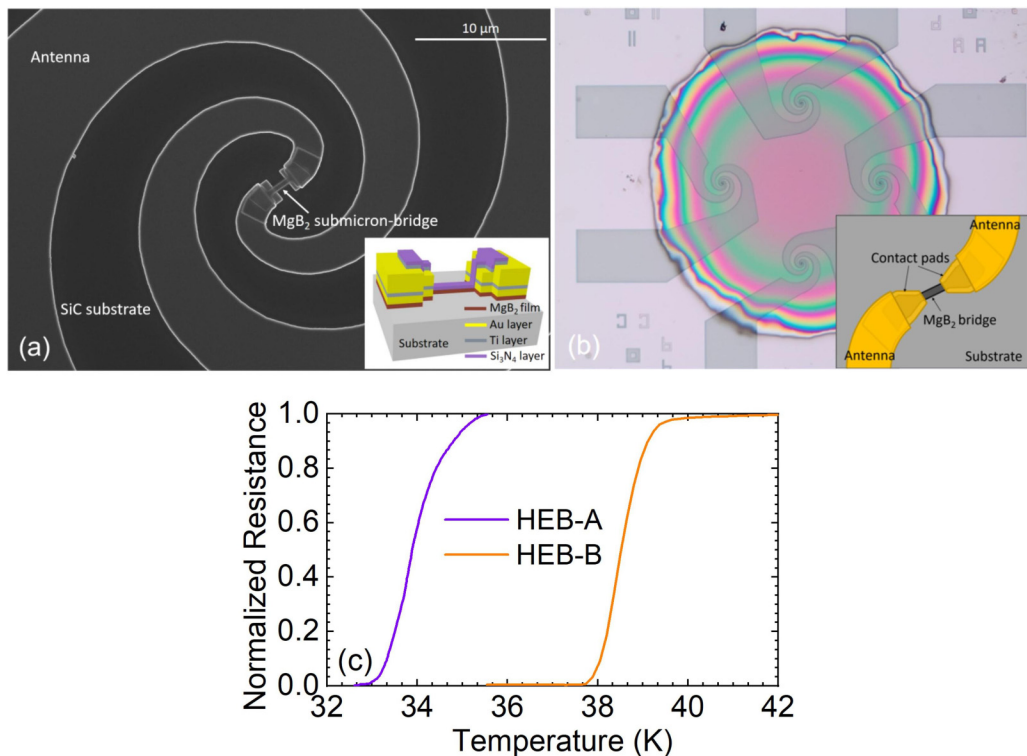 Antenna
10 µm
MgB₂ submicron-bridge
SiC substrate
(a)
Substrate
MgB₂ film
Au layer
Ti layer
Si₃N₄ layer
(b)
Antenna
Contact pads
MgB₂ bridge
Antenna
Substrate
Normalized Resistance
1.0
0.8
0.6
0.4
0.2
0.0
HEB-A
HEB-B
(c)
32 34 36 38 40 42
Temperature (K)